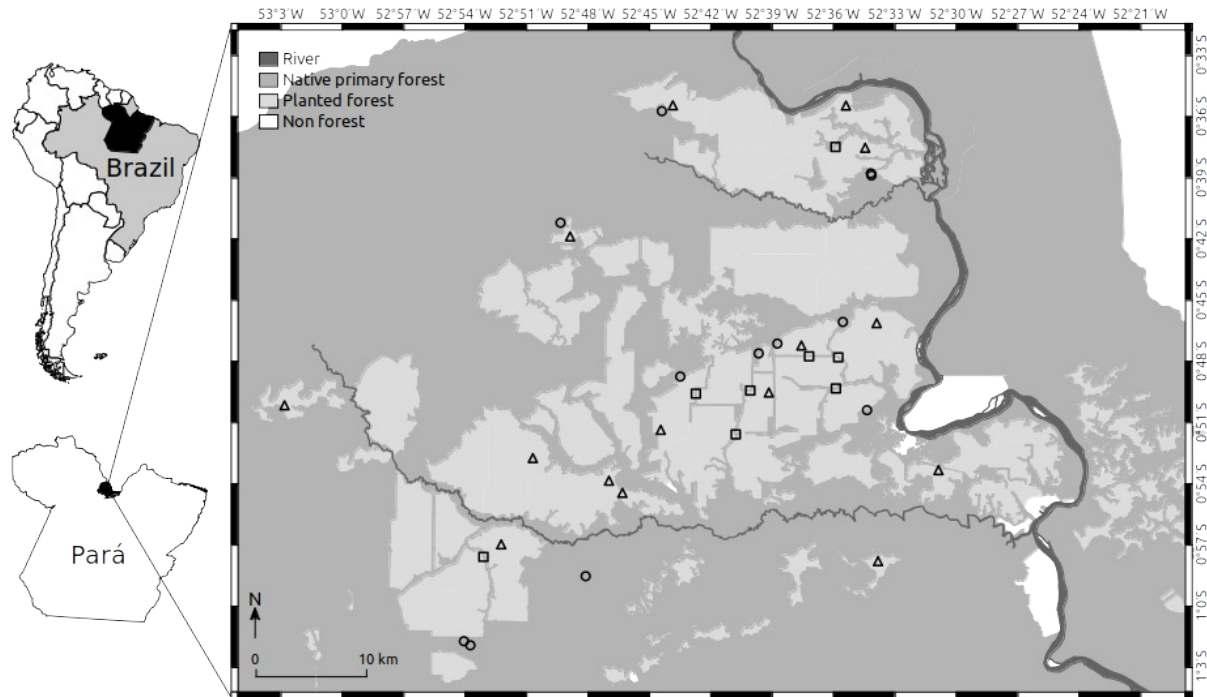 53°3'W 53°0'W 52°57'W 52°54'W 52°51'W 52°48'W 52°45'W 52°42'W 52°39'W 52°36'W 52°33'W 52°30'W 52°27'W 52°24'W 52°21'W
River
Native primary forest
Planted forest
Non forest
Brazil
Pará
N
0 10 km
0°33'S
0°36'S
0°39'S
0°42'S
0°45'S
0°48'S
0°51'S
0°54'S
0°57'S
1°0'S
1°3'S